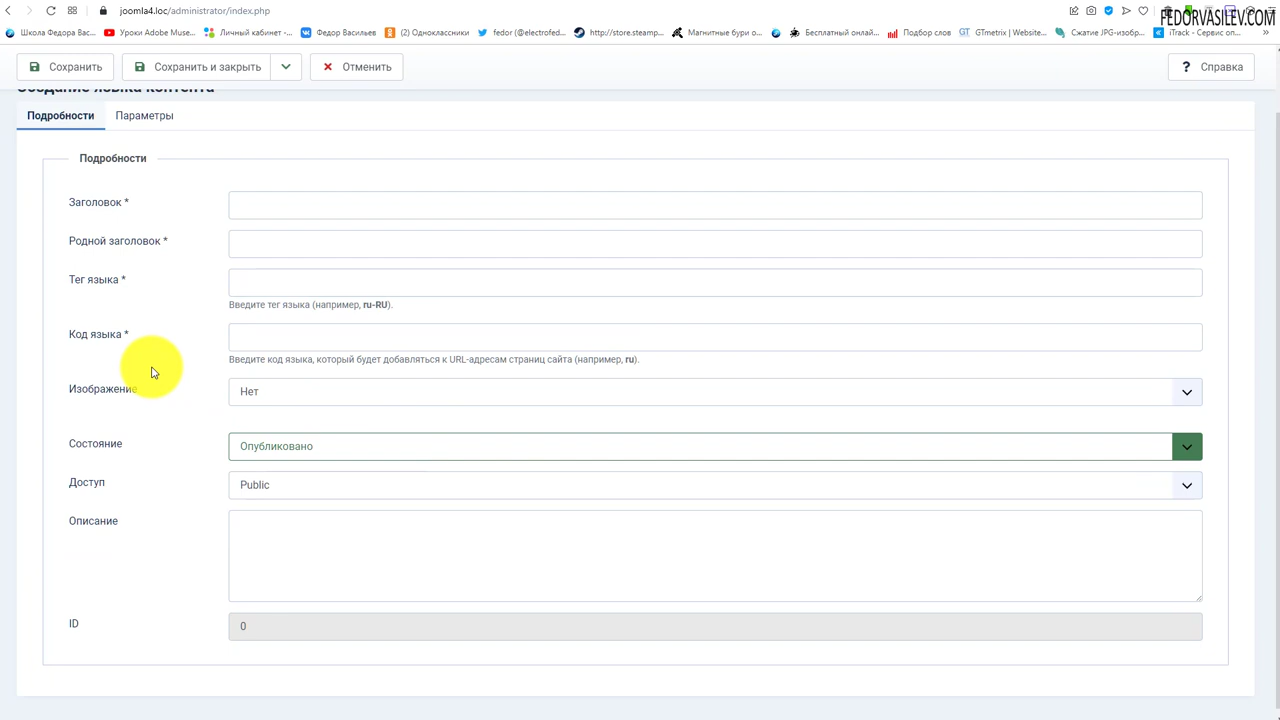 joomla4.loc/administrator/index.php
FEDORVASILEV.COM
Школа Федора Вас...
Уроки Adobe Muse...
Личный кабинет -...
Федор Васильев
(2) Одноклассники
fedor (@electrofed...
http://store.steamp...
Магнитные бури о...
Бесплатный онлай...
Подбор слов
GTmetrix | Website...
Сжатие JPG-изобр...
iTrack - Сервис оп...
Сохранить
Сохранить и закрыть
Отменить
? Справка
Создание языка контента
Подробности
Параметры
Подробности
Заголовок *
Родной заголовок *
Тег языка *
Введите тег языка (например, ru-RU).
Код языка *
Введите код языка, который будет добавляться к URL-адресам страниц сайта (например, ru).
Изображение
Нет
Состояние
Опубликовано
Доступ
Public
Описание
ID
0